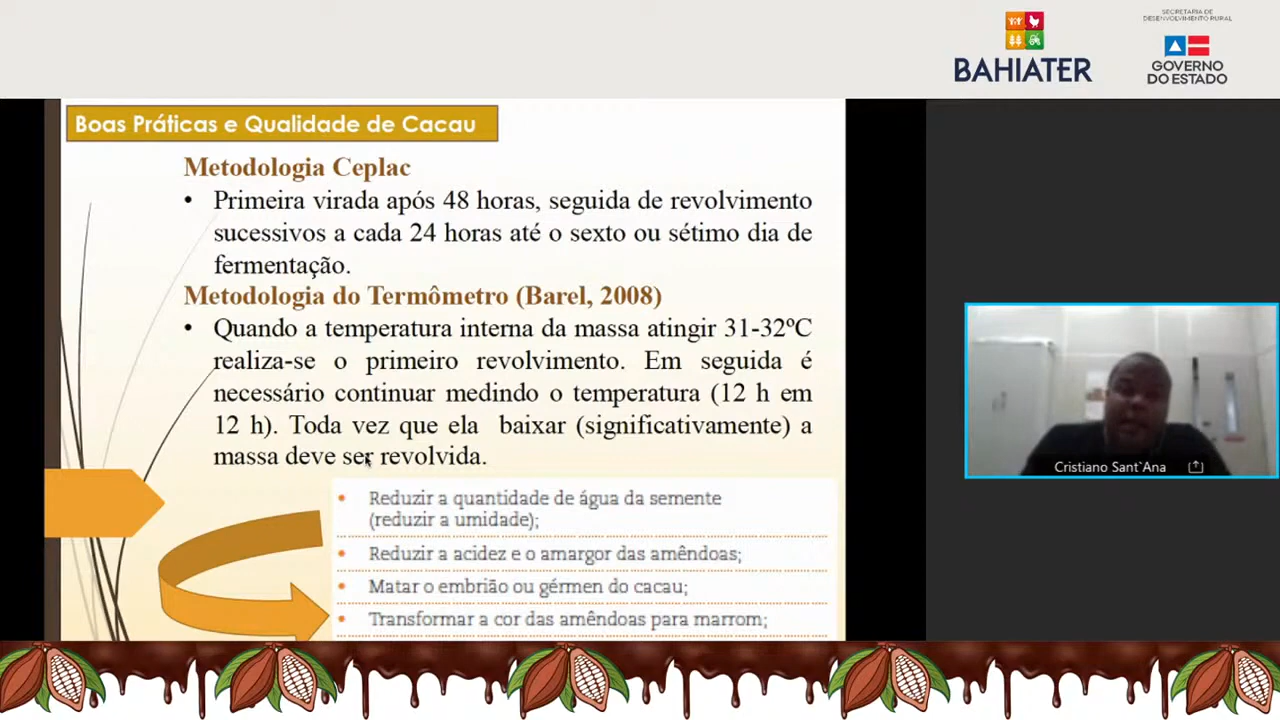 SECRETARIA DE
DESENVOLVIMENTO RURAL
BAHIATER
GOVERNO
DO ESTADO
Boas Práticas e Qualidade de Cacau
Metodologia Ceplac
• Primeira virada após 48 horas, seguida de revolvimento
sucessivos a cada 24 horas até o sexto ou sétimo dia de
fermentação.
Metodologia do Termômetro (Barel, 2008)
• Quando a temperatura interna da massa atingir 31-32ºC
realiza-se o primeiro revolvimento. Em seguida é
necessário continuar medindo o temperatura (12 h em
12 h). Toda vez que ela baixar (significativamente) a
massa deve ser revolvida.
• Reduzir a quantidade de água da semente
(reduzir a umidade);
• Reduzir a acidez e o amargor das amêndoas;
• Matar o embrião ou gérmen do cacau;
• Transformar a cor das amêndoas para marrom;
Cristiano Sant`Ana